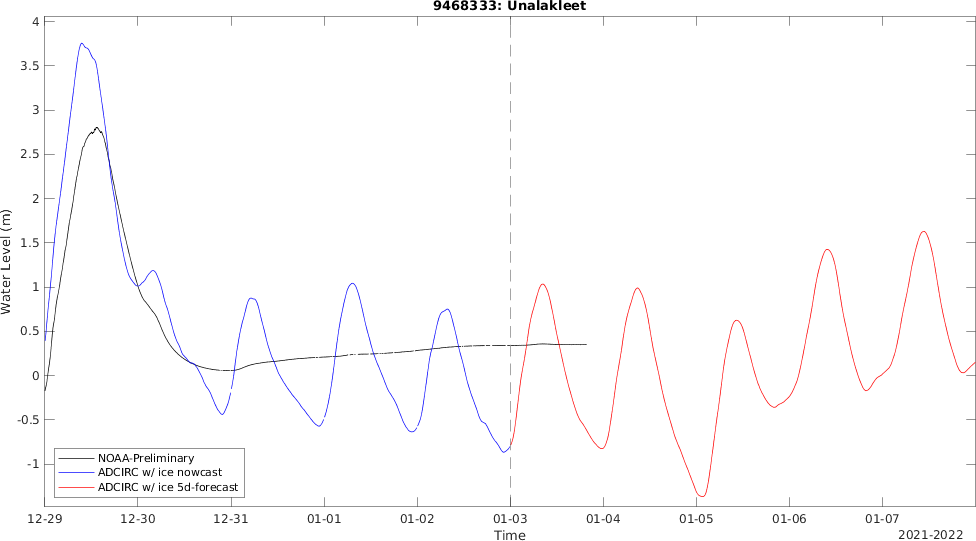 9468333: Unalakleet
4
3.5
3
2.5
2
1.5
1
0.5
0
-0.5
-1
Water Level (m)
NOAA-Preliminary
ADCIRC w/ ice nowcast
ADCIRC w/ ice 5d-forecast
12-29 12-30 12-31 01-01 01-02 01-03 01-04 01-05 01-06 01-07
Time
2021-2022